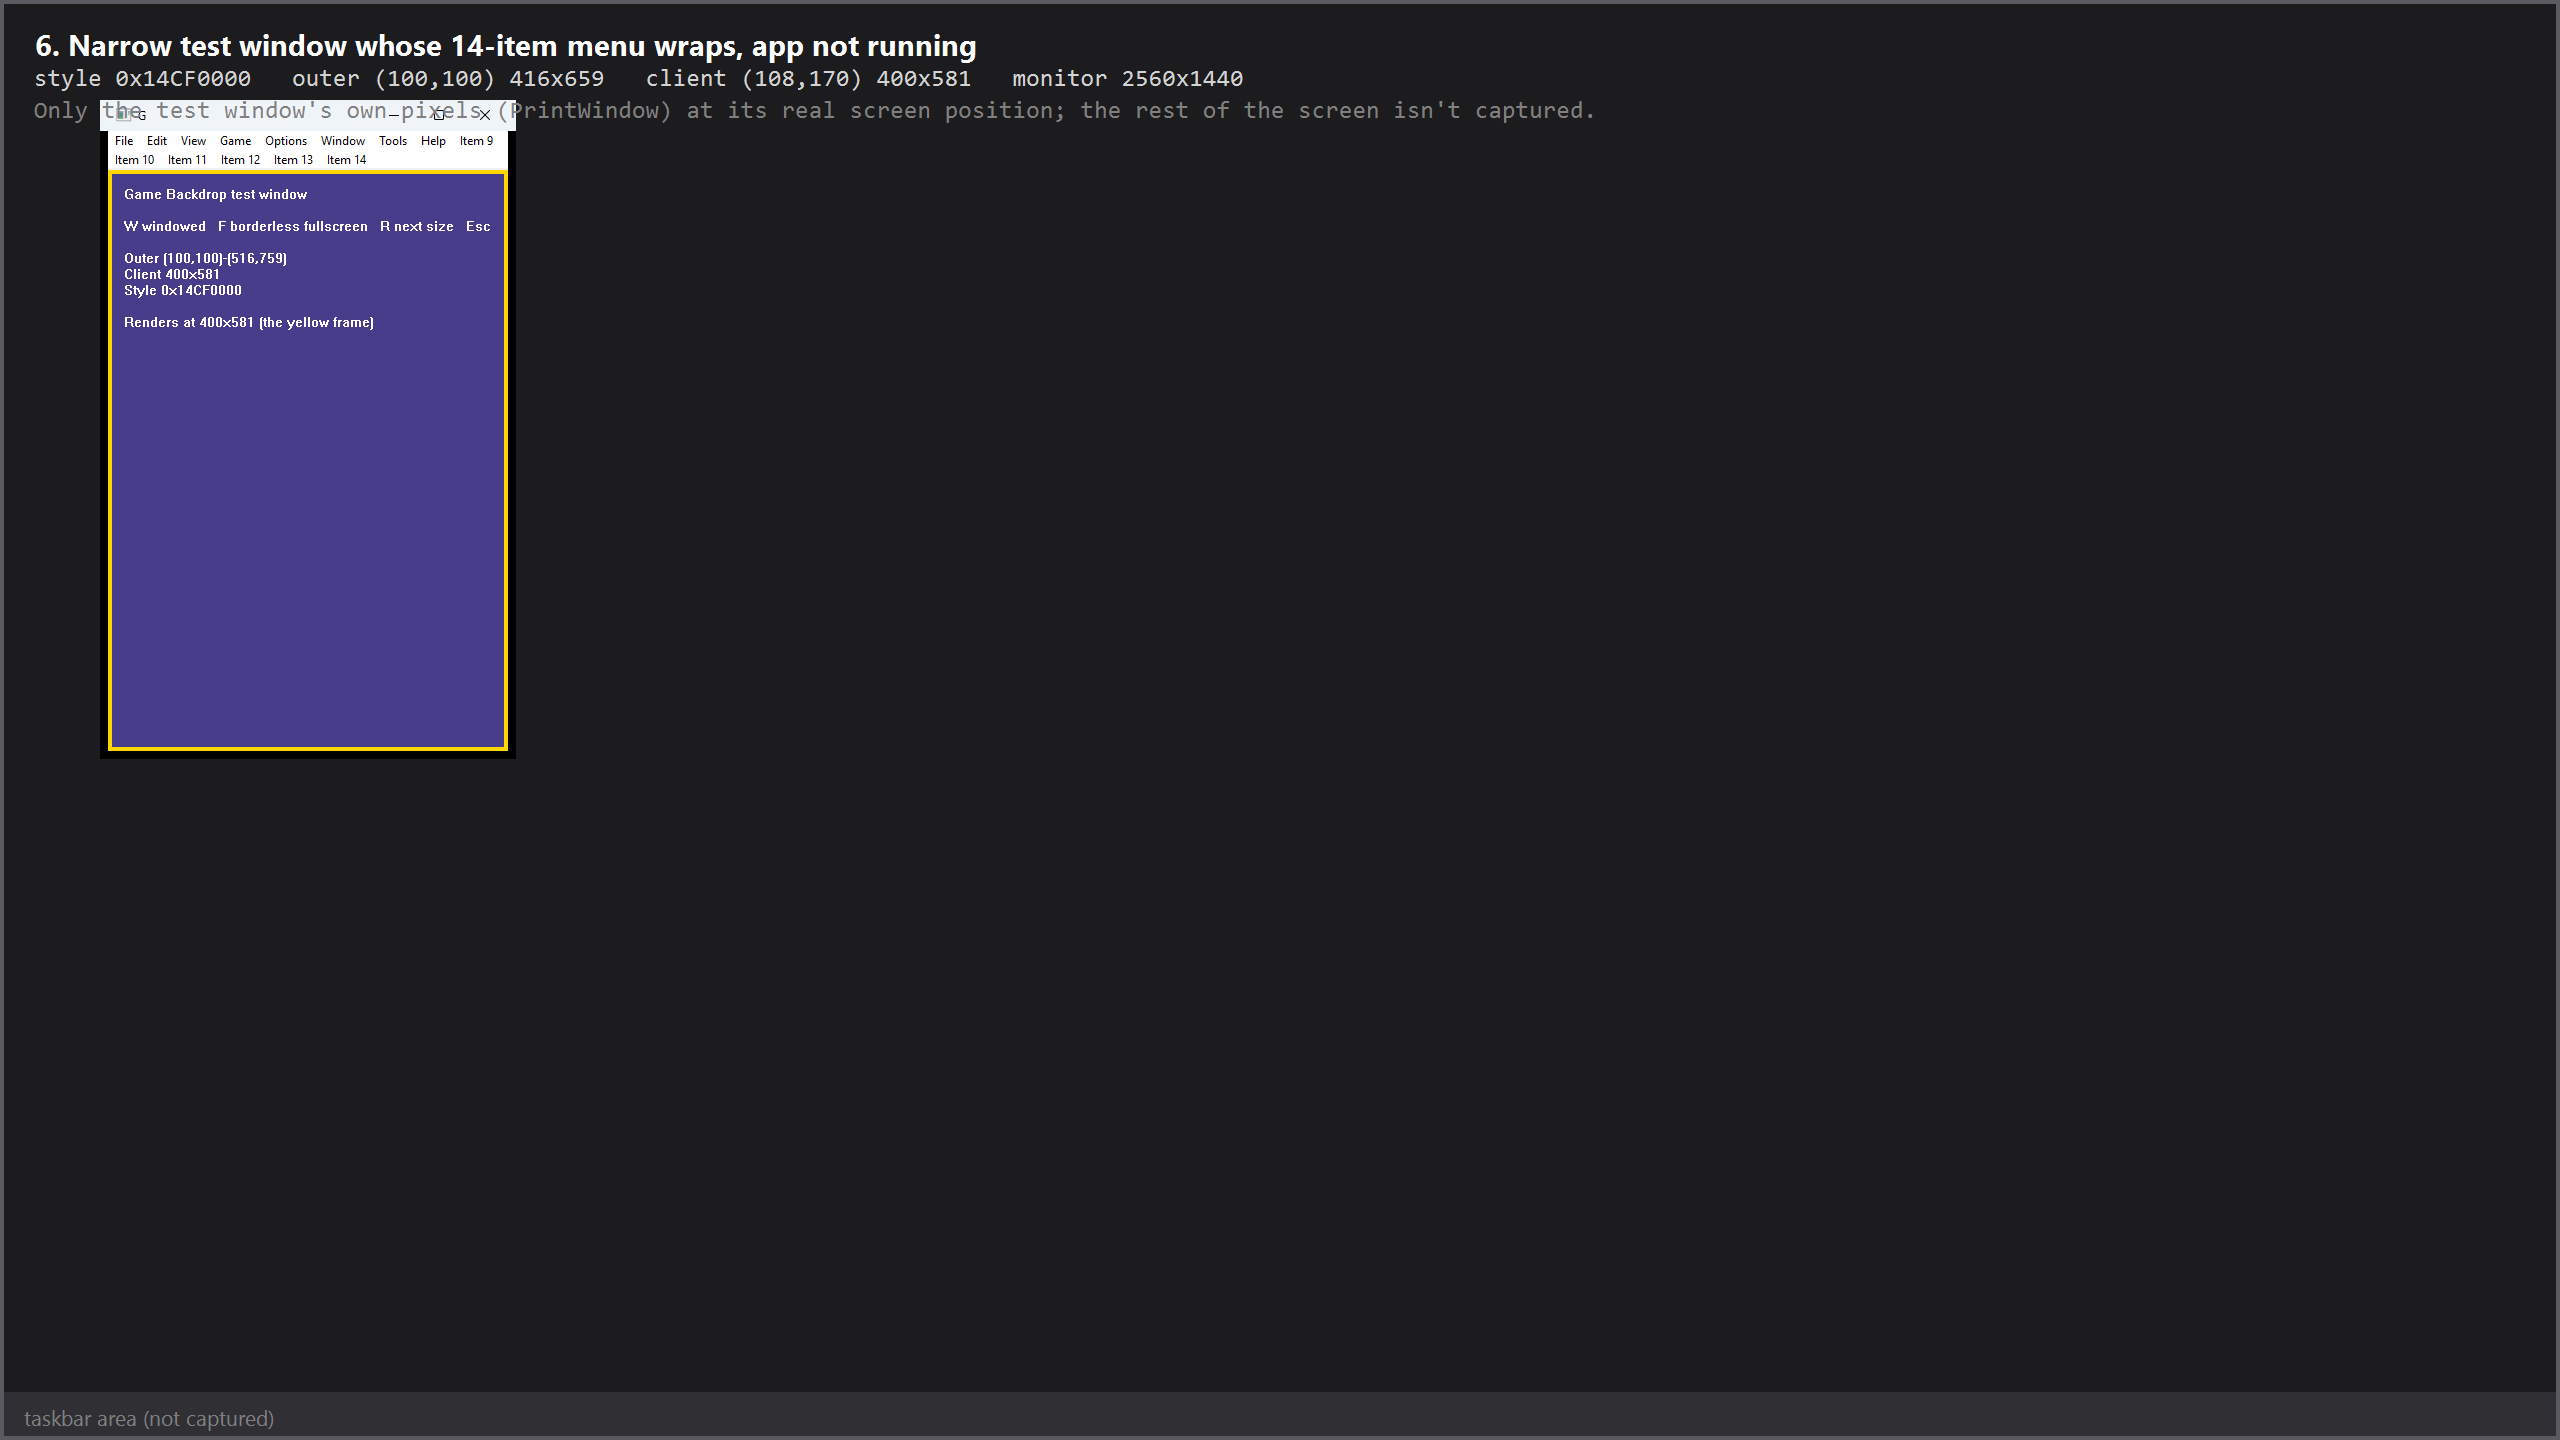 6. Narrow test window whose 14-item menu wraps, app not running
style 0x14CF0000   outer (100,100) 416x659   client (108,170) 400x581   monitor 2560x1440
Only the test window's own pixels (PrintWindow) at its real screen position; the rest of the screen isn't captured.
G
File Edit View Game Options Window Tools Help Item 9
Item 10 Item 11 Item 12 Item 13 Item 14
Game Backdrop test window
W windowed   F borderless fullscreen   R next size   Esc
Outer (100,100)-(516,759)
Client 400x581
Style 0x14CF0000
Renders at 400x581 (the yellow frame)
taskbar area (not captured)